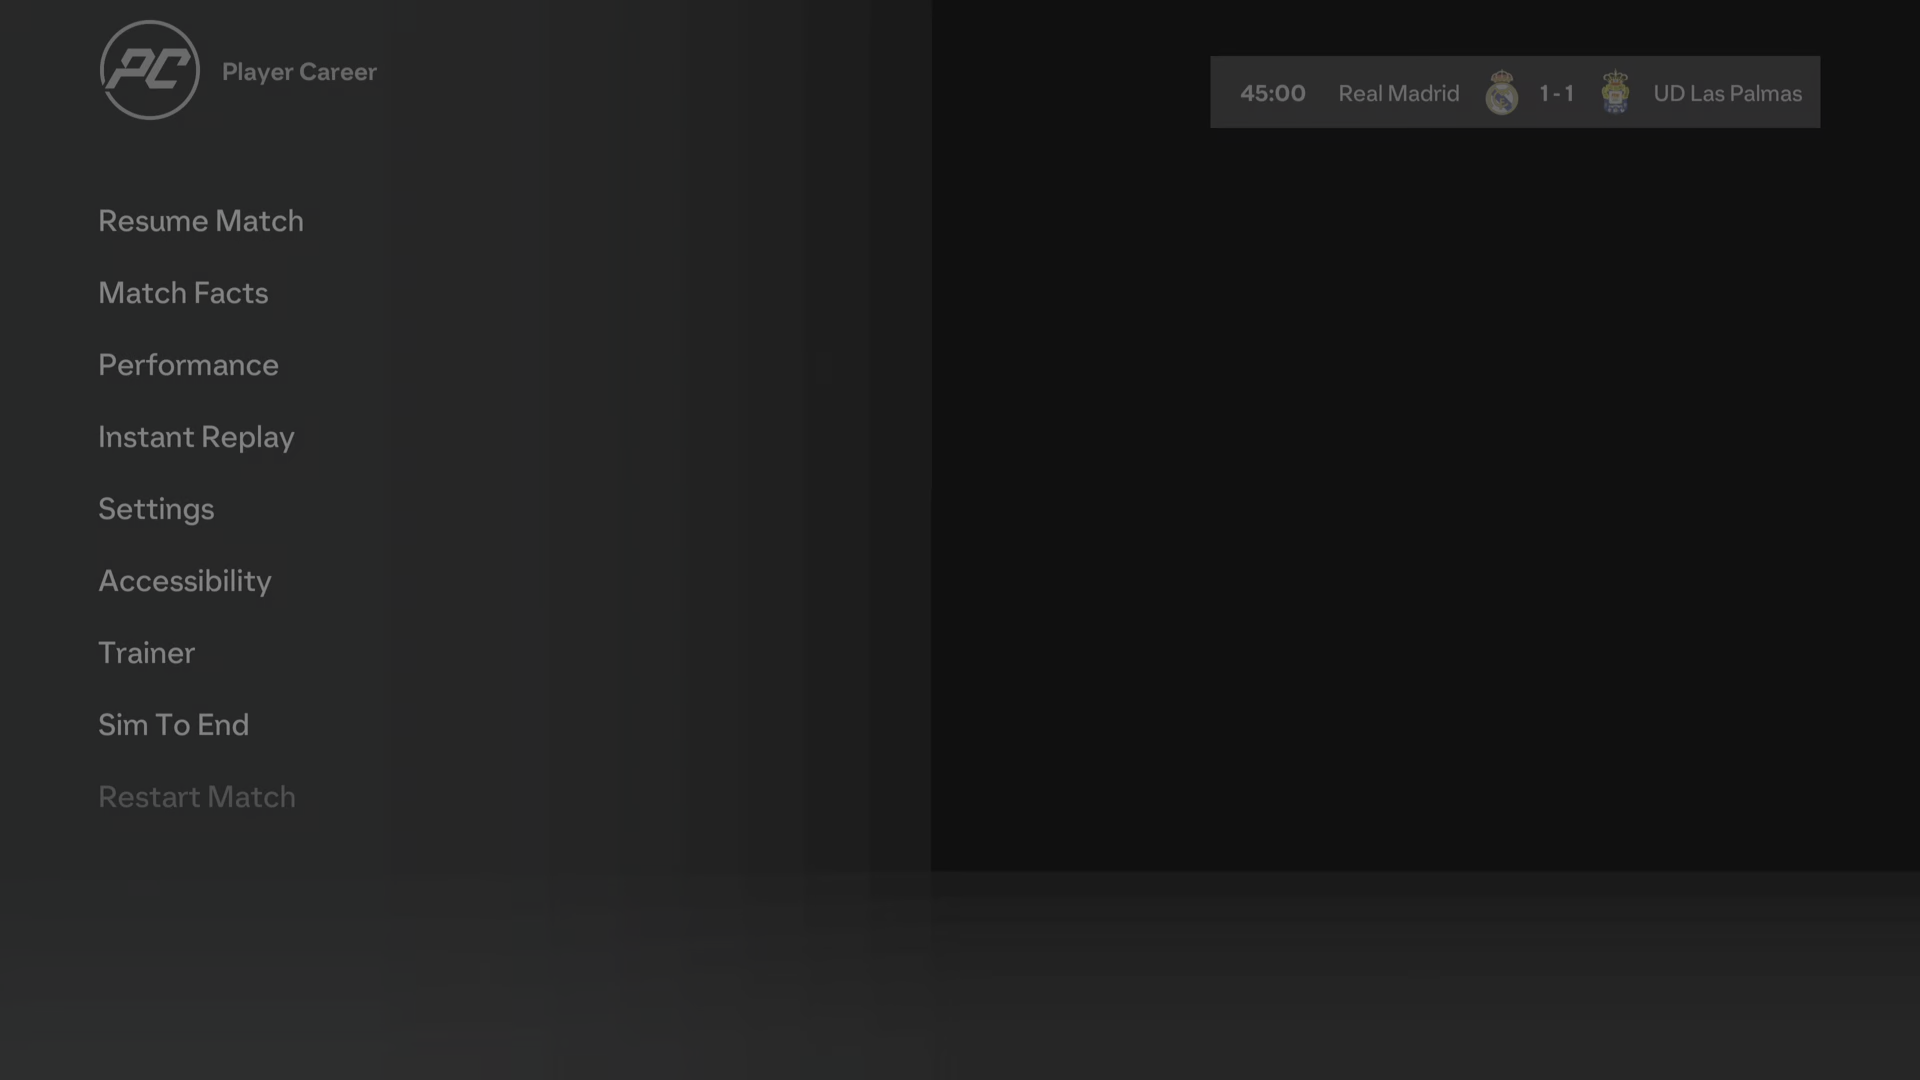 PC Player Career
45:00 Real Madrid 1 - 1 UD Las Palmas
Resume Match
Match Facts
Performance
Instant Replay
Settings
Accessibility
Trainer
Sim To End
Restart Match